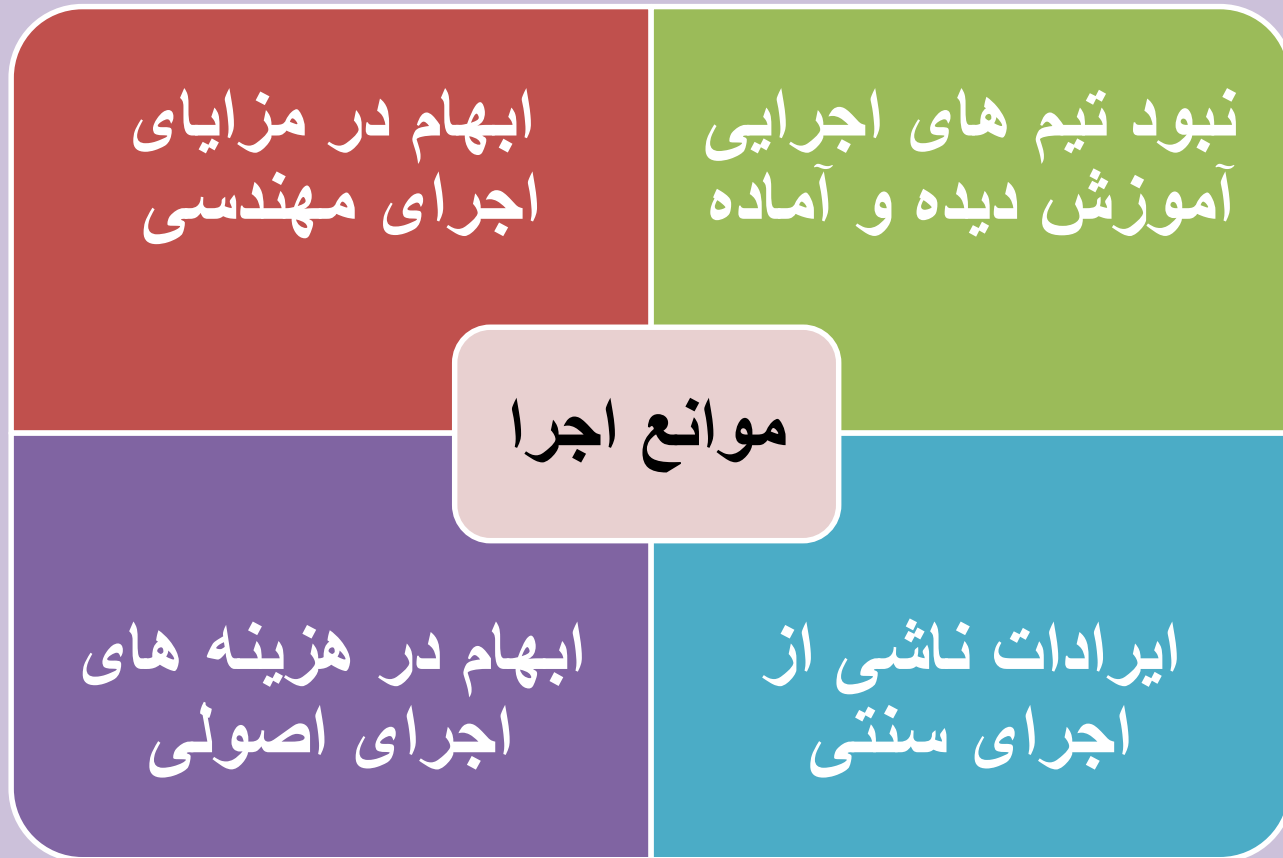 نبود تیم های اجرایی
آموزش دیده و آماده
ابهام در مزایای
اجرای مهندسی
موانع اجرا
ایرادات ناشی از
اجرای سنتی
ابهام در هزینه های
اجرای اصولی